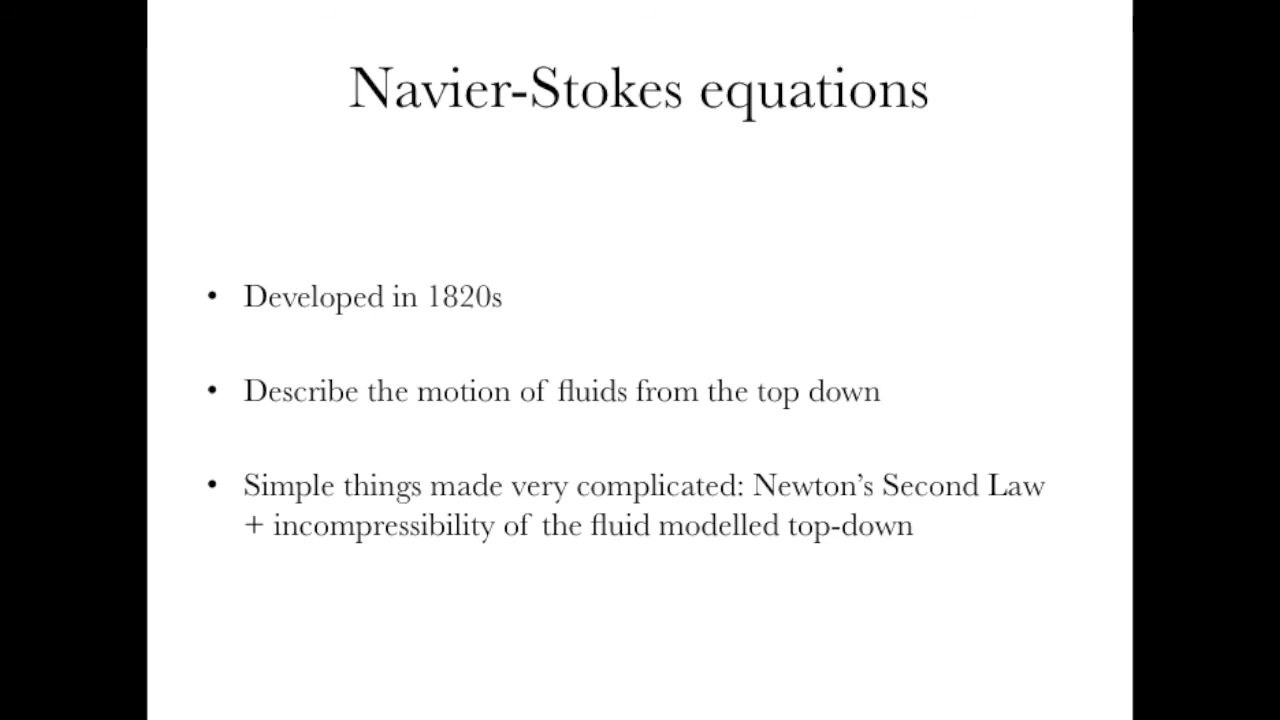 Navier-Stokes equations
• Developed in 1820s
• Describe the motion of fluids from the top down
• Simple things made very complicated: Newton’s Second Law
+ incompressibility of the fluid modelled top-down